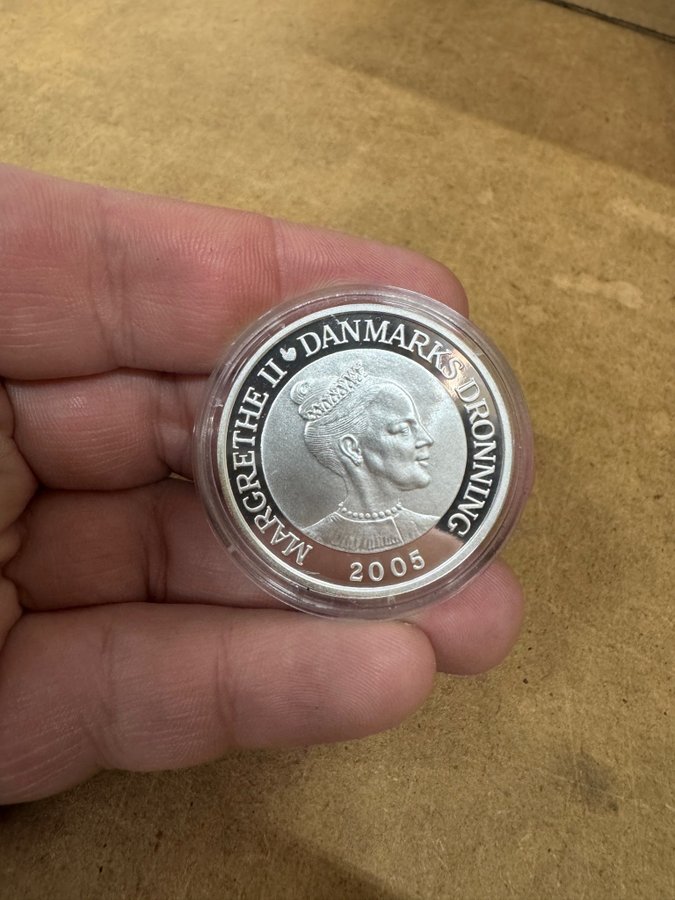 MARGRETHE II DANMARKS DRONNING
2005